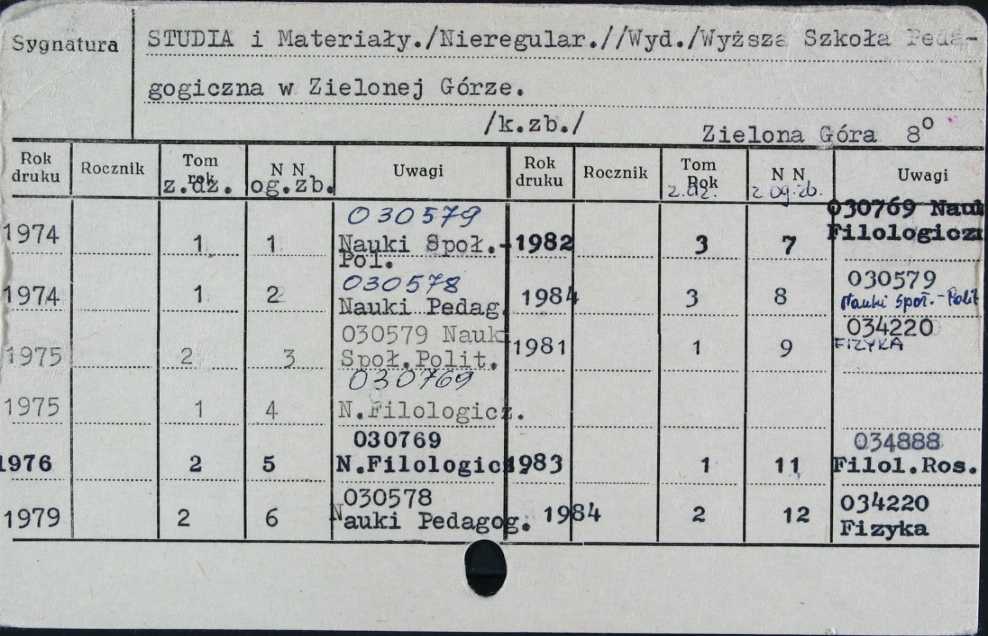 Sygnatura
STUDIA i Materiały./Nieregular.//Wyd./Wyższa Szkoła Peda-
gogiczna w Zielonej Górze.
/k.zb./
Zielona Góra 8°
Rok druku Rocznik Tom rok z.dz. N N og.zb. Uwagi Rok druku Rocznik Tom Rok z.dz. N N z og.zb. Uwagi
1974 1 1 030579 Nauki Społ.-Pol. 1982 3 7 030769 Nauk Filologiczn
1974 1 2 030578 Nauki Pedag. 1984 3 8 030579 Nauki Społ.-Polit
1975 2 3 030579 Nauk Społ.Polit. 1981 1 9 034220 FIZYKA
1975 1 4 030769 N.Filologicz.
1976 2 5 030769 N.Filologicz 1983 1 11 034888 Filol.Ros.
1979 2 6 030578 Nauki Pedagog. 1984 2 12 034220 Fizyka